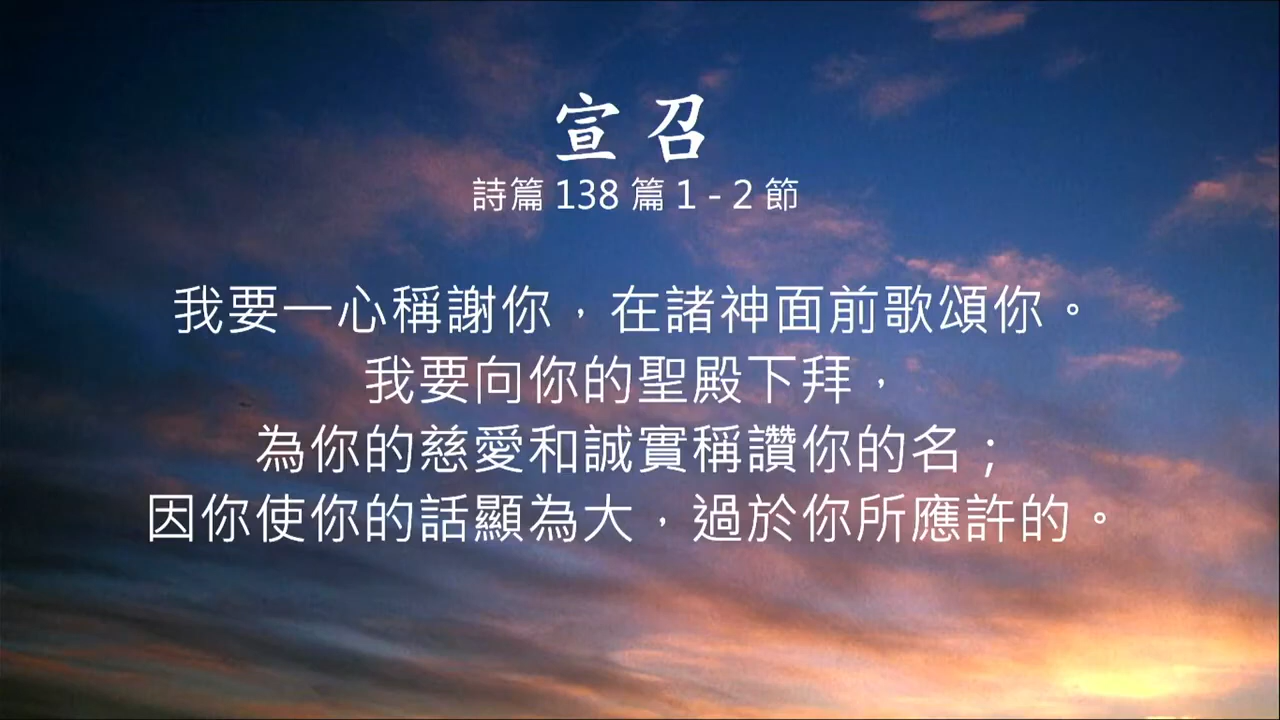 宣召
詩篇 138 篇 1 - 2 節
我要一心稱謝你，在諸神面前歌頌你。
我要向你的聖殿下拜，
為你的慈愛和誠實稱讚你的名；
因你使你的話顯為大，過於你所應許的。